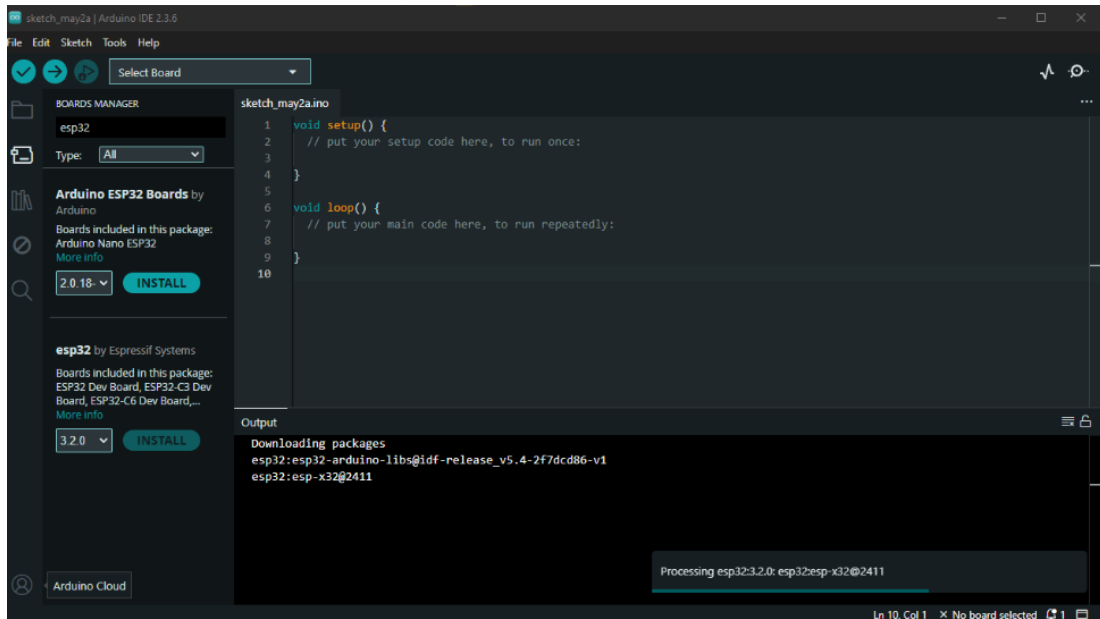 sketch_may2a | Arduino IDE 2.3.6
File Edit Sketch Tools Help
Select Board
BOARDS MANAGER
esp32
Type: All
Arduino ESP32 Boards by
Arduino
Boards included in this package:
Arduino Nano ESP32
More info
2.0.18- INSTALL
esp32 by Espressif Systems
Boards included in this package:
ESP32 Dev Board, ESP32-C3 Dev
Board, ESP32-C6 Dev Board,...
More info
3.2.0 INSTALL
Arduino Cloud
sketch_may2a.ino
1 void setup() {
2 // put your setup code here, to run once:
3
4 }
5
6 void loop() {
7 // put your main code here, to run repeatedly:
8
9 }
10
Output
Downloading packages
esp32:esp32-arduino-libs@idf-release_v5.4-2f7dcd86-v1
esp32:esp-x32@2411
Processing esp32:3.2.0: esp32:esp-x32@2411
Ln 10, Col 1 × No board selected 1